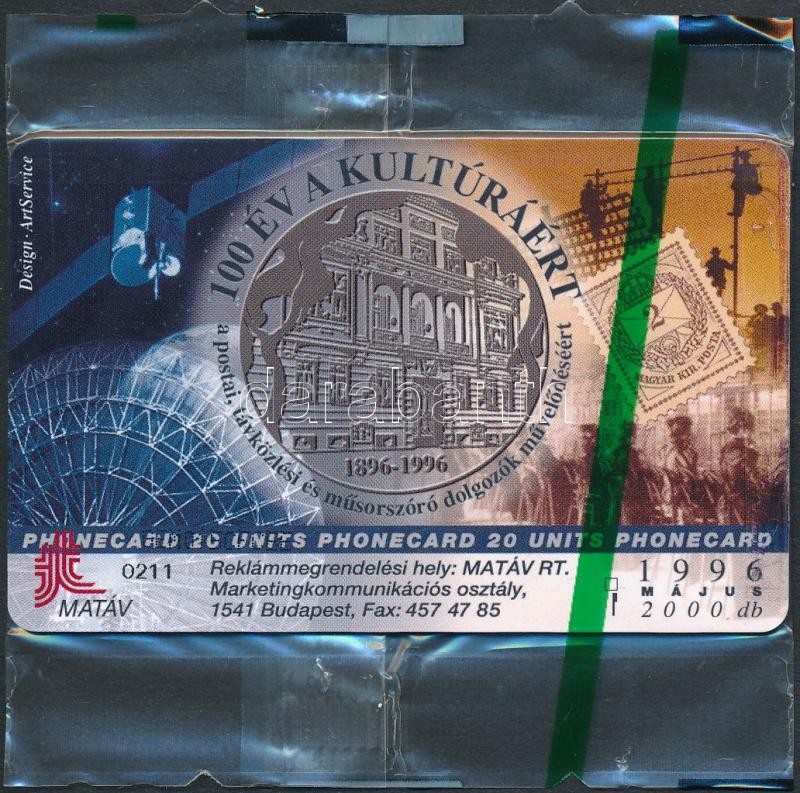 Design · ArtService
100 ÉV A KULTÚRÁÉRT
a postai, távközlési és műsorszóró dolgozók művelődéséért
1896-1996
2
MAGYAR KIR. POSTA
darabanth
PHONECARD 20 UNITS PHONECARD 20 UNITS PHONECARD
MATÁV
0211
Reklámmegrendelési hely: MATÁV RT.
Marketingkommunikációs osztály,
1541 Budapest, Fax: 457 47 85
1996
MÁJUS
2000 db